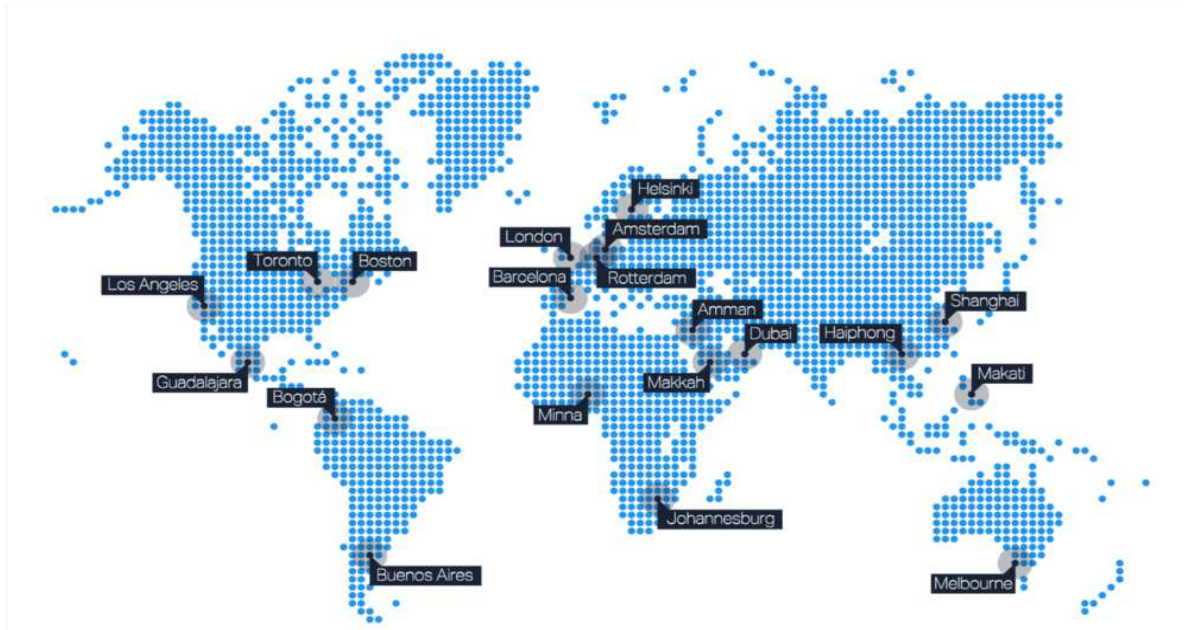 Helsinki
London
Amsterdam
Toronto
Boston
Barcelona
Rotterdam
Los Angeles
Amman
Shanghai
Dubai
Haiphong
Guadalajara
Makkah
Makati
Bogotá
Minna
Johannesburg
Buenos Aires
Melbourne